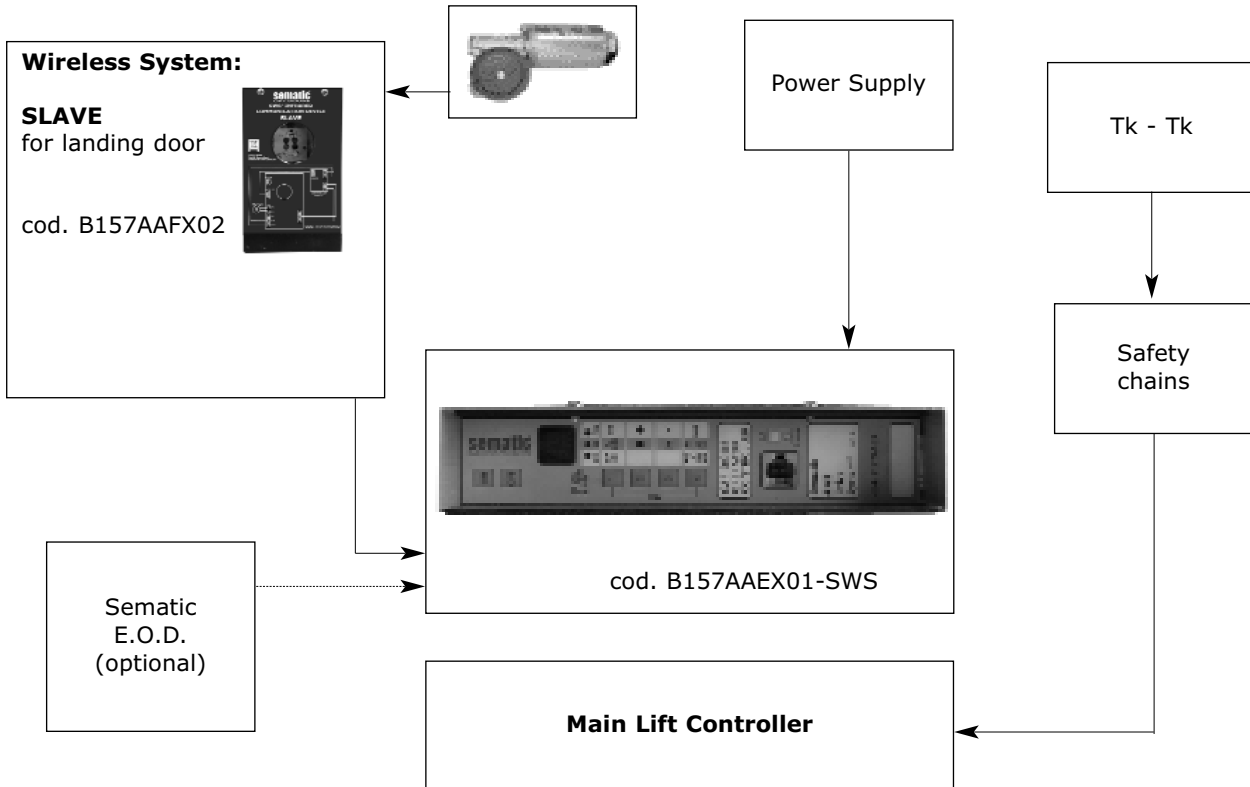 Wireless System:
SLAVE
for landing door
cod. B157AAFX02
sematic
SLAVE
Power Supply
Tk - Tk
Safety
chains
sematic
cod. B157AAEX01-SWS
Sematic
E.O.D.
(optional)
Main Lift Controller